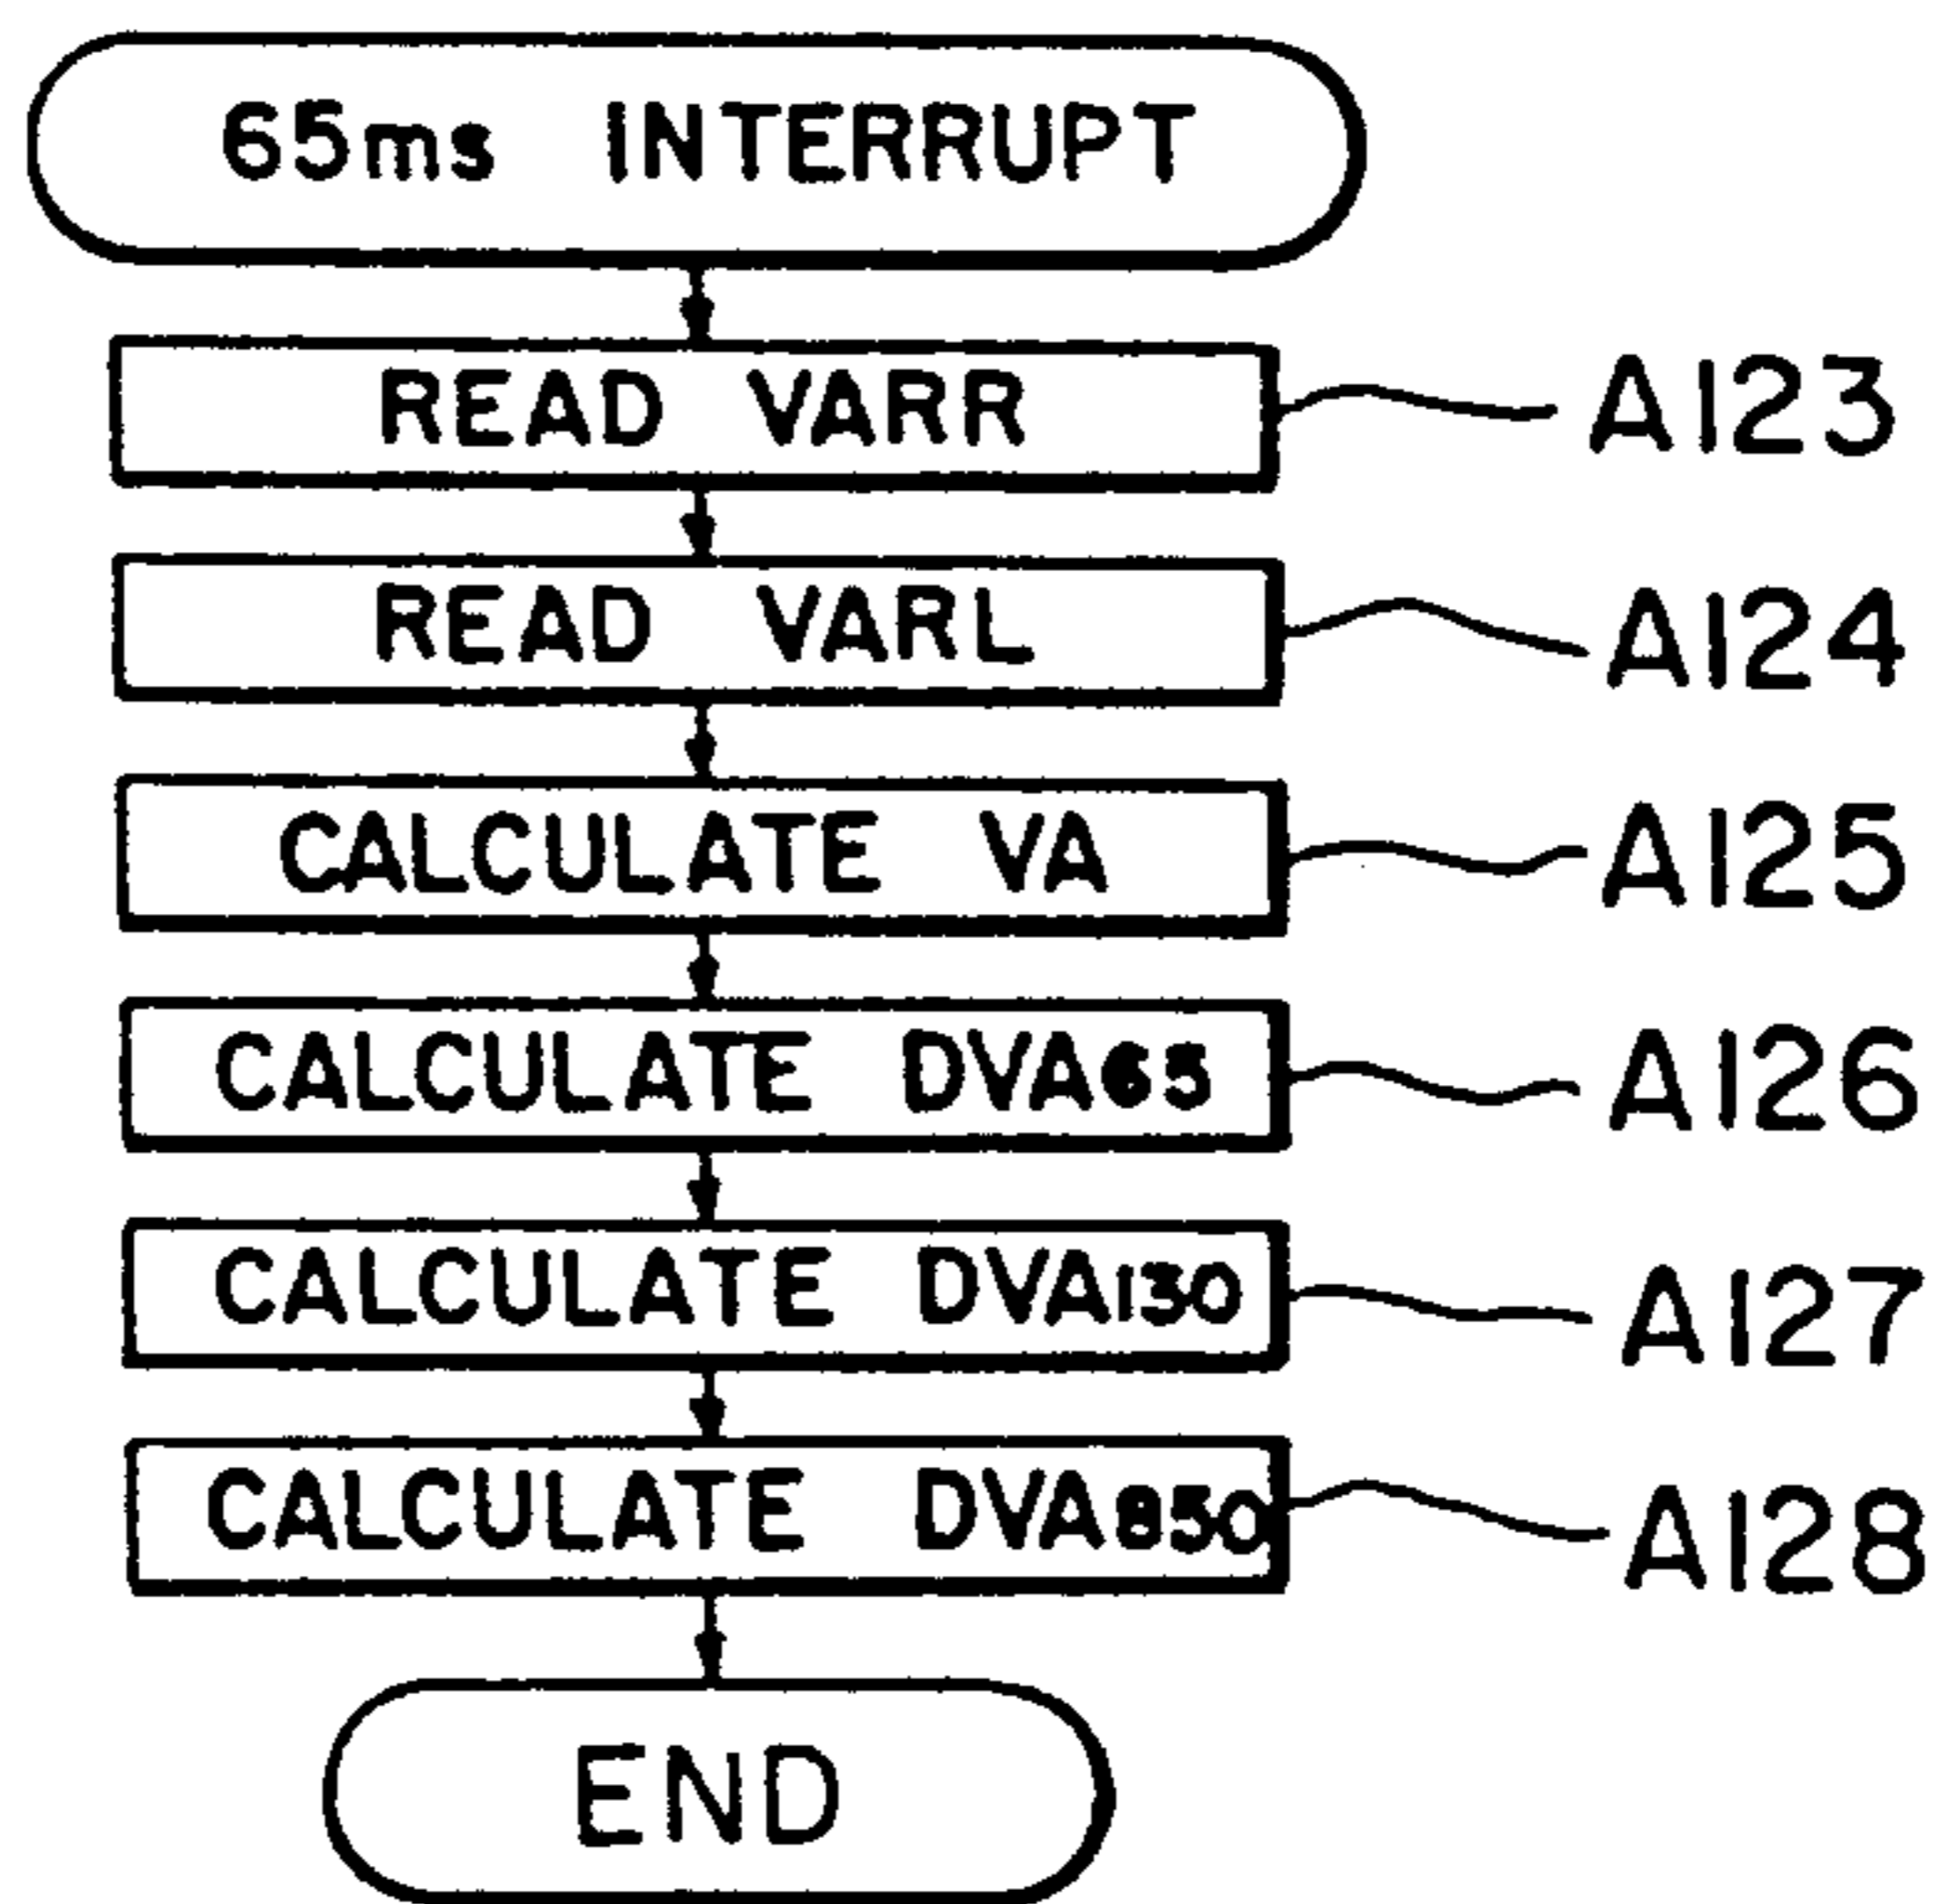 65ms INTERRUPT
READ VARR A123
READ VARL A124
CALCULATE VA A125
CALCULATE DVA65 A126
CALCULATE DVA130 A127
CALCULATE DVA850 A128
END